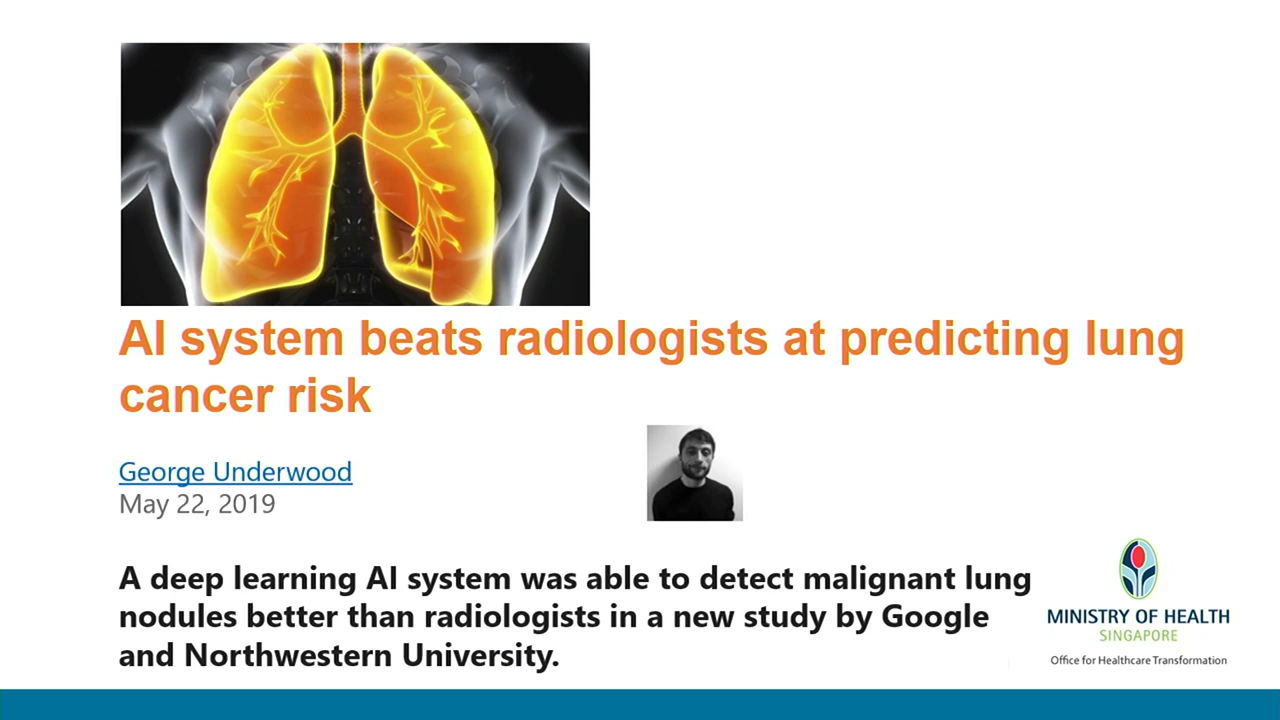 AI system beats radiologists at predicting lung
cancer risk
George Underwood
May 22, 2019
A deep learning AI system was able to detect malignant lung
nodules better than radiologists in a new study by Google
and Northwestern University.
MINISTRY OF HEALTH
SINGAPORE
Office for Healthcare Transformation